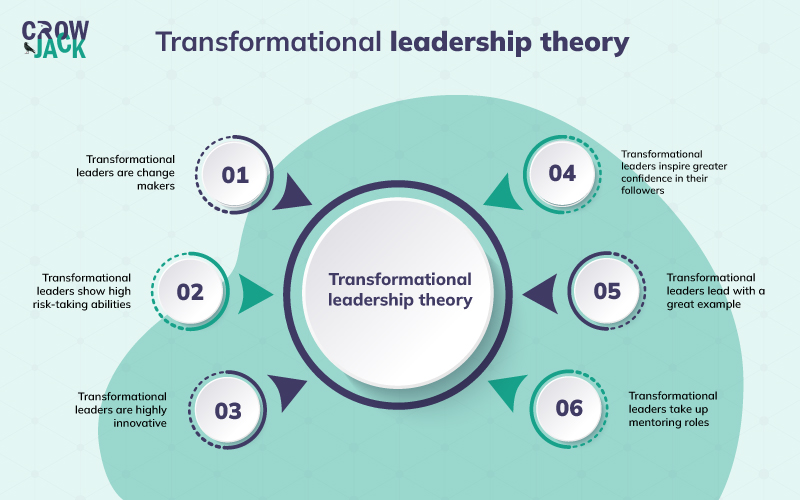 CROW
JACK
Transformational leadership theory
01
Transformational
leaders are change
makers
02
Transformational
leaders show high
risk-taking abilities
03
Transformational
leaders are highly
innovative
Transformational
leadership theory
04
Transformational
leaders inspire greater
confidence in their
followers
05
Transformational
leaders lead with a
great example
06
Transformational
leaders take up
mentoring roles